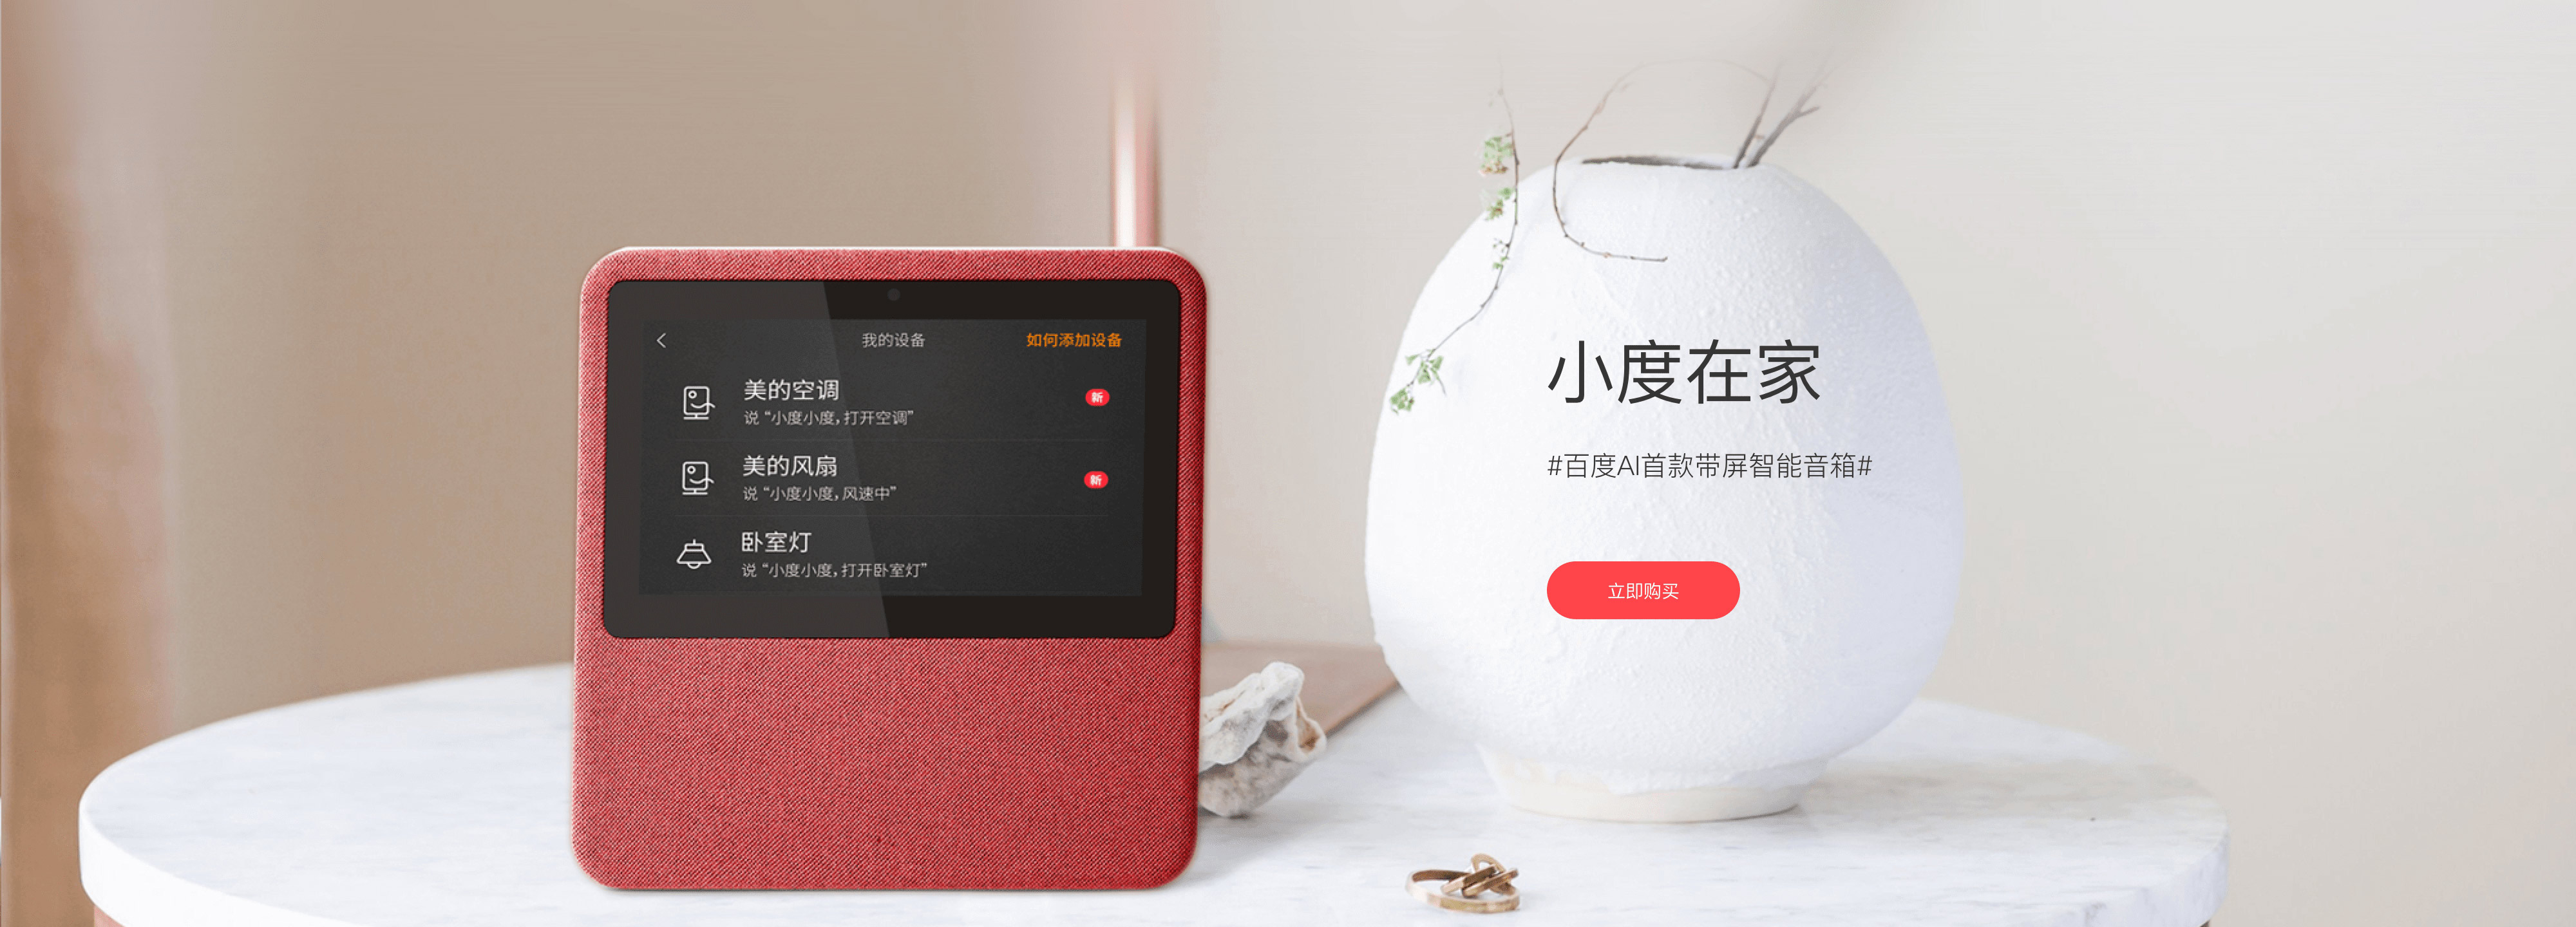 我的设备
如何添加设备
美的空调
新
说“小度小度，打开空调”
美的风扇
新
说“小度小度，风速中”
卧室灯
说“小度小度，打开卧室灯”
小度在家
#百度AI首款带屏智能音箱#
立即购买